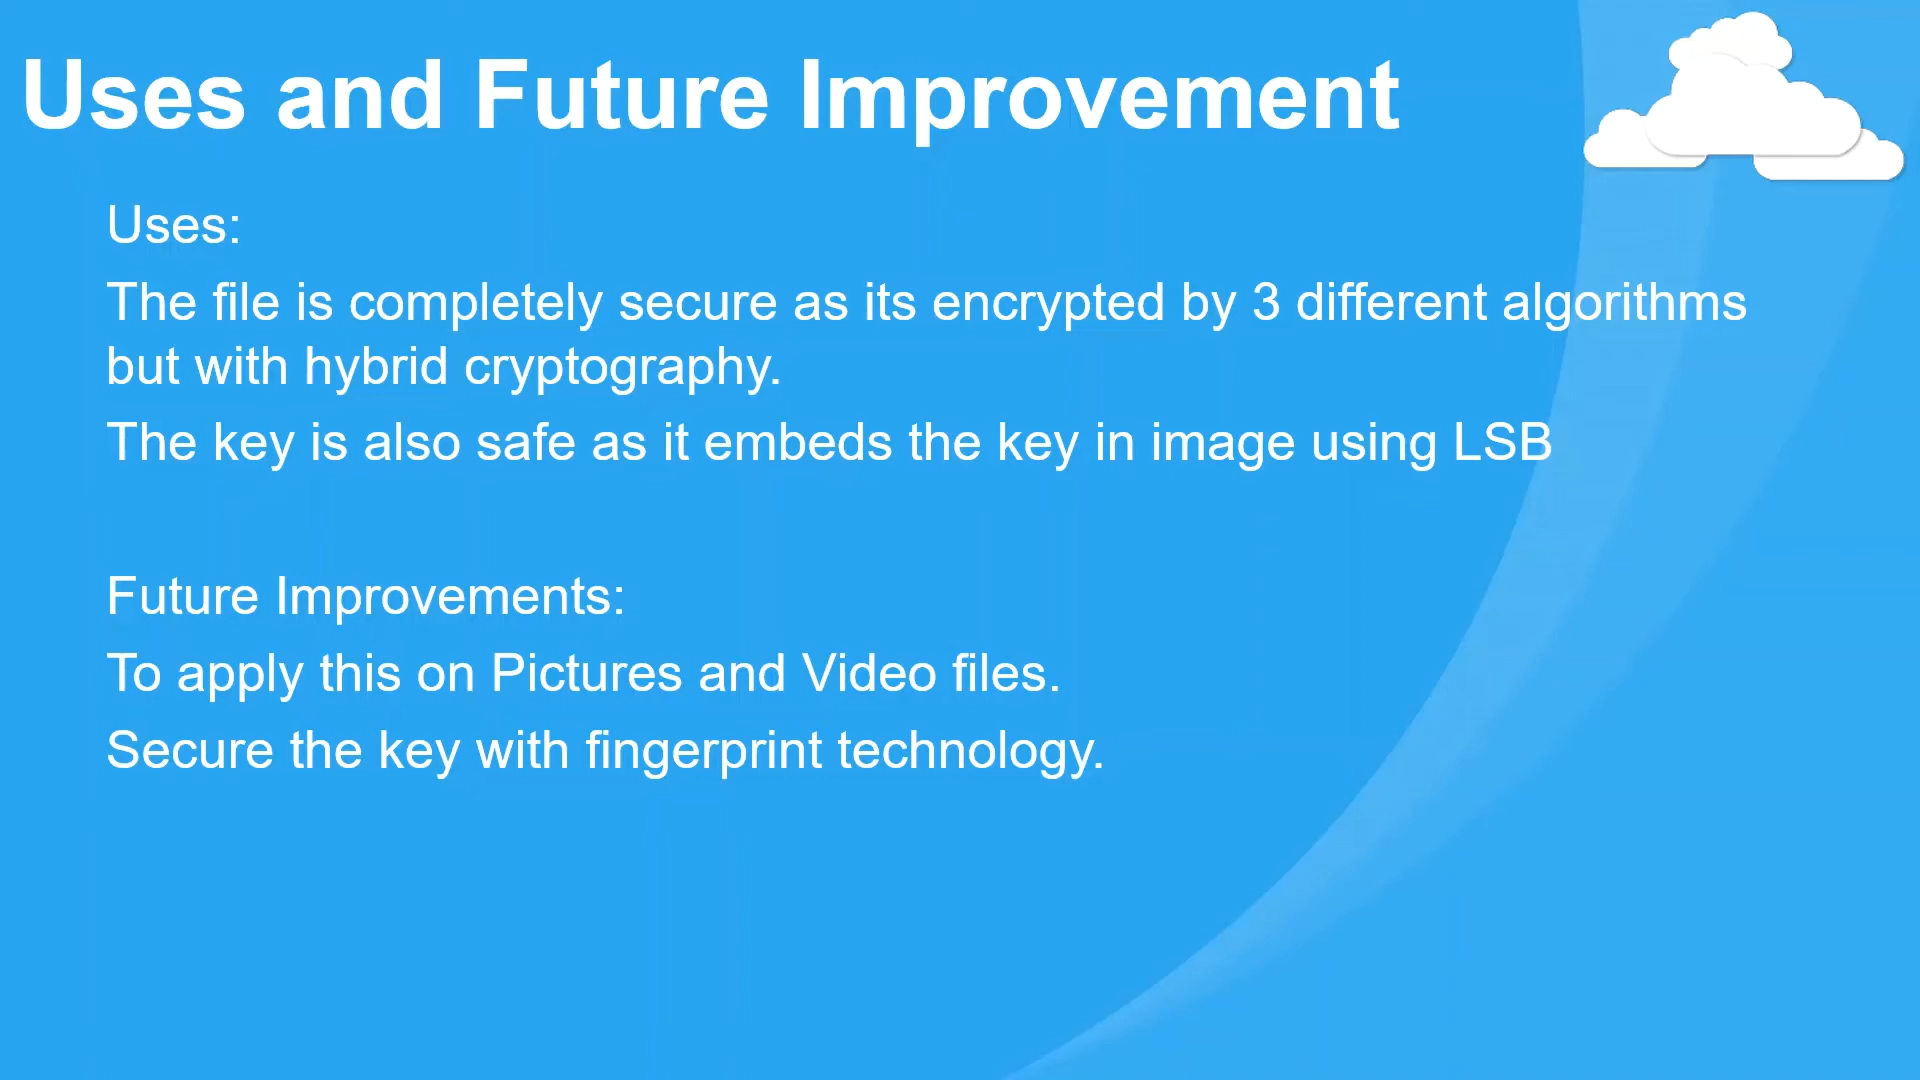 Uses and Future Improvement
Uses:
The file is completely secure as its encrypted by 3 different algorithms
but with hybrid cryptography.
The key is also safe as it embeds the key in image using LSB
Future Improvements:
To apply this on Pictures and Video files.
Secure the key with fingerprint technology.